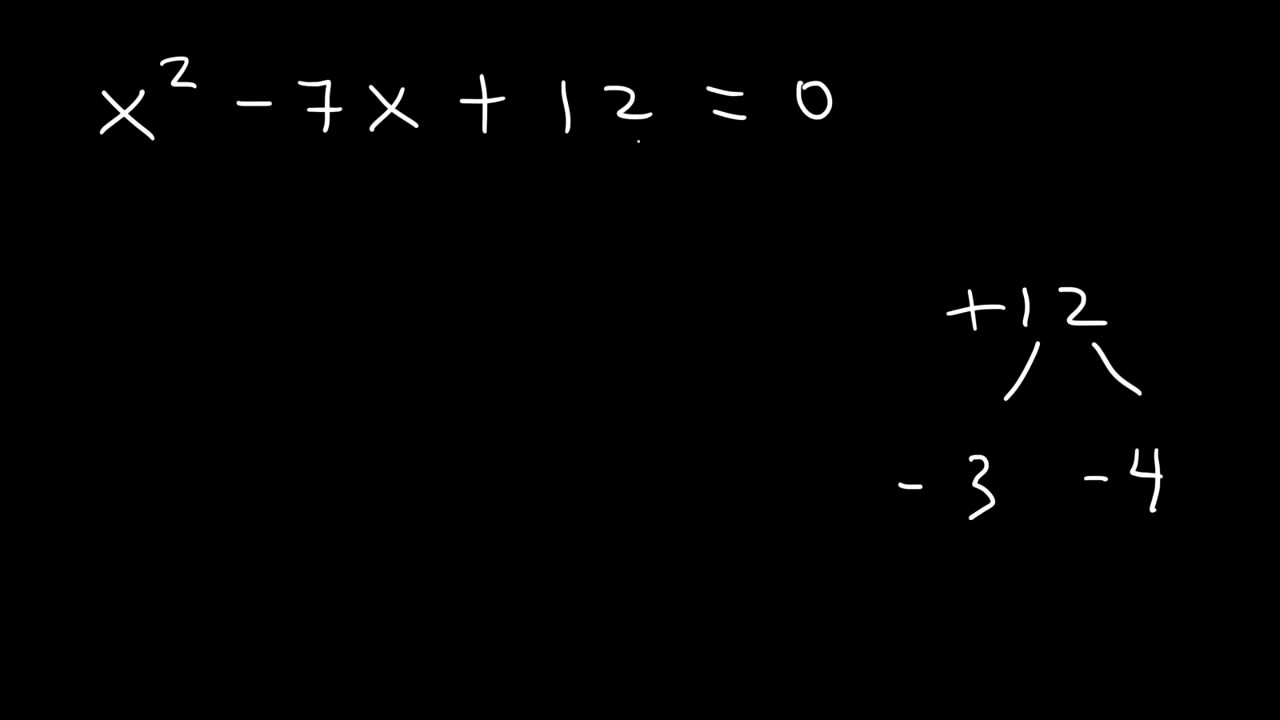 x² - 7x + 12 = 0
+12
- 3 - 4